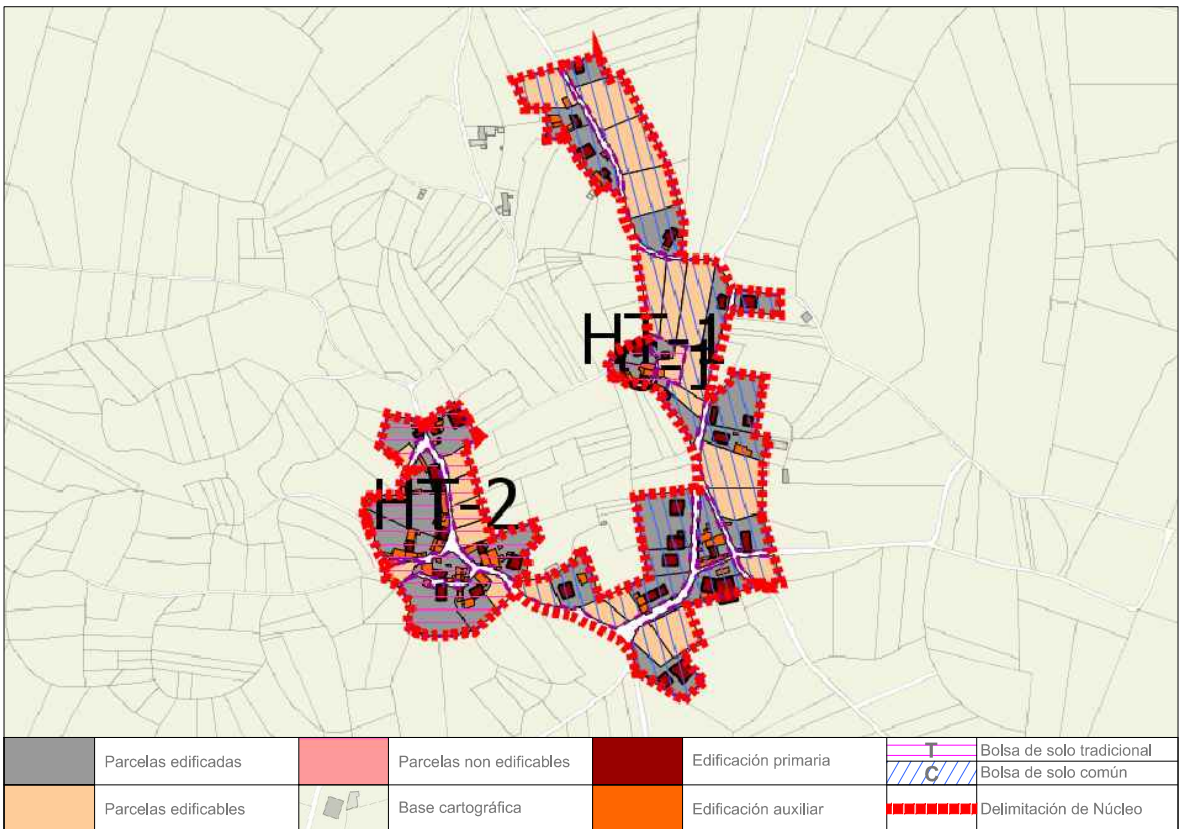 HT-1
HT-2
Parcelas edificadas
Parcelas non edificables
Edificación primaria
T
Bolsa de solo tradicional
C
Bolsa de solo común
Parcelas edificables
Base cartográfica
Edificación auxiliar
Delimitación de Núcleo